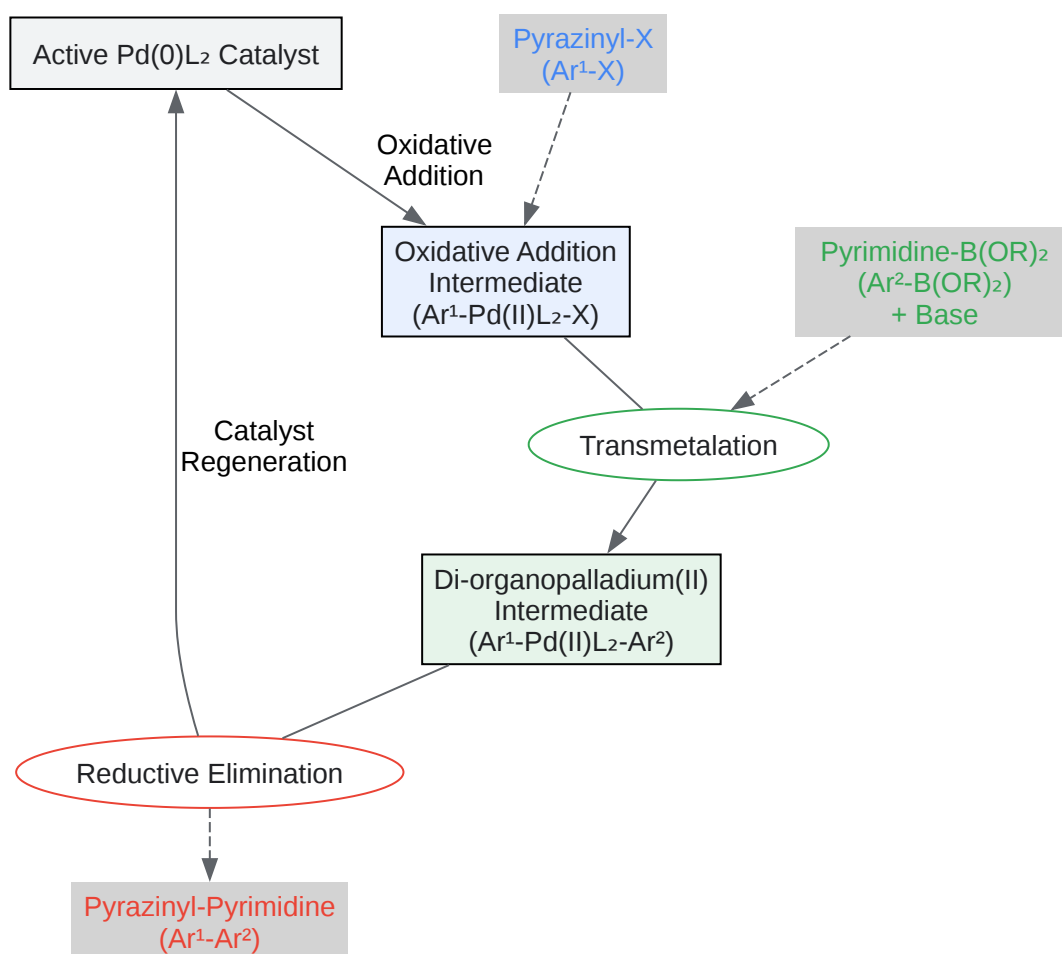 Active Pd(0)L₂ Catalyst
Pyrazinyl-X
(Ar¹-X)
Oxidative
Addition
Oxidative Addition
Intermediate
(Ar¹-Pd(II)L₂-X)
Pyrimidine-B(OR)₂
(Ar²-B(OR)₂)
+ Base
Catalyst
Regeneration
Transmetalation
Di-organopalladium(II)
Intermediate
(Ar¹-Pd(II)L₂-Ar²)
Reductive Elimination
Pyrazinyl-Pyrimidine
(Ar¹-Ar²)